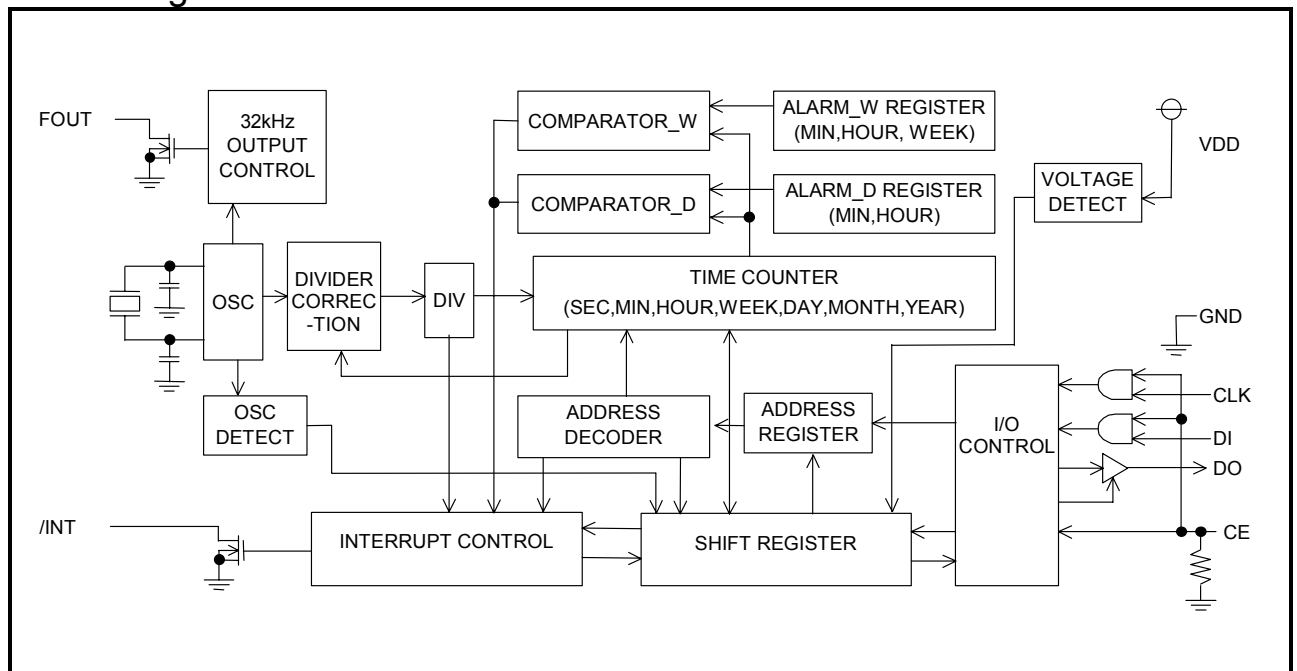 FOUT
32kHz
OUTPUT
CONTROL
COMPARATOR_W
ALARM_W REGISTER
(MIN,HOUR, WEEK)
VDD
COMPARATOR_D
ALARM_D REGISTER
(MIN,HOUR)
VOLTAGE
DETECT
OSC
DIVIDER
CORREC
-TION
DIV
TIME COUNTER
(SEC,MIN,HOUR,WEEK,DAY,MONTH,YEAR)
GND
OSC
DETECT
ADDRESS
DECODER
ADDRESS
REGISTER
I/O
CONTROL
CLK
DI
DO
/INT
INTERRUPT CONTROL
SHIFT REGISTER
CE